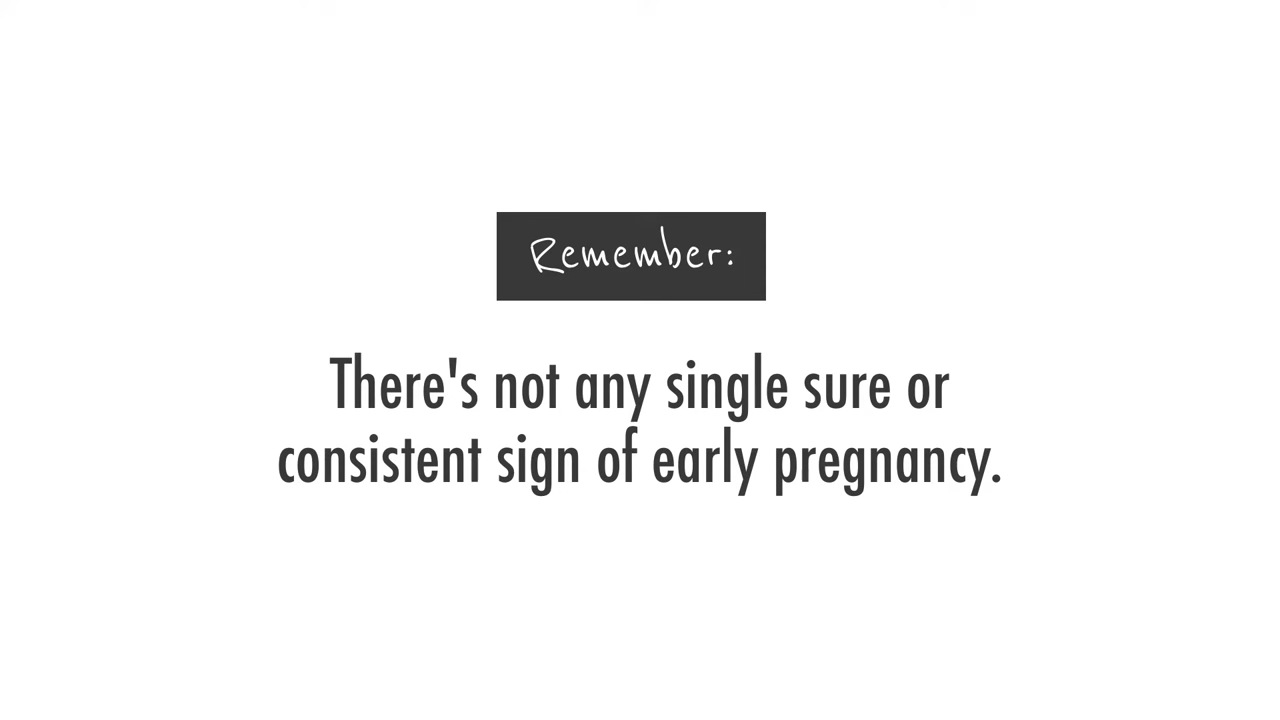 Remember:
There's not any single sure or
consistent sign of early pregnancy.